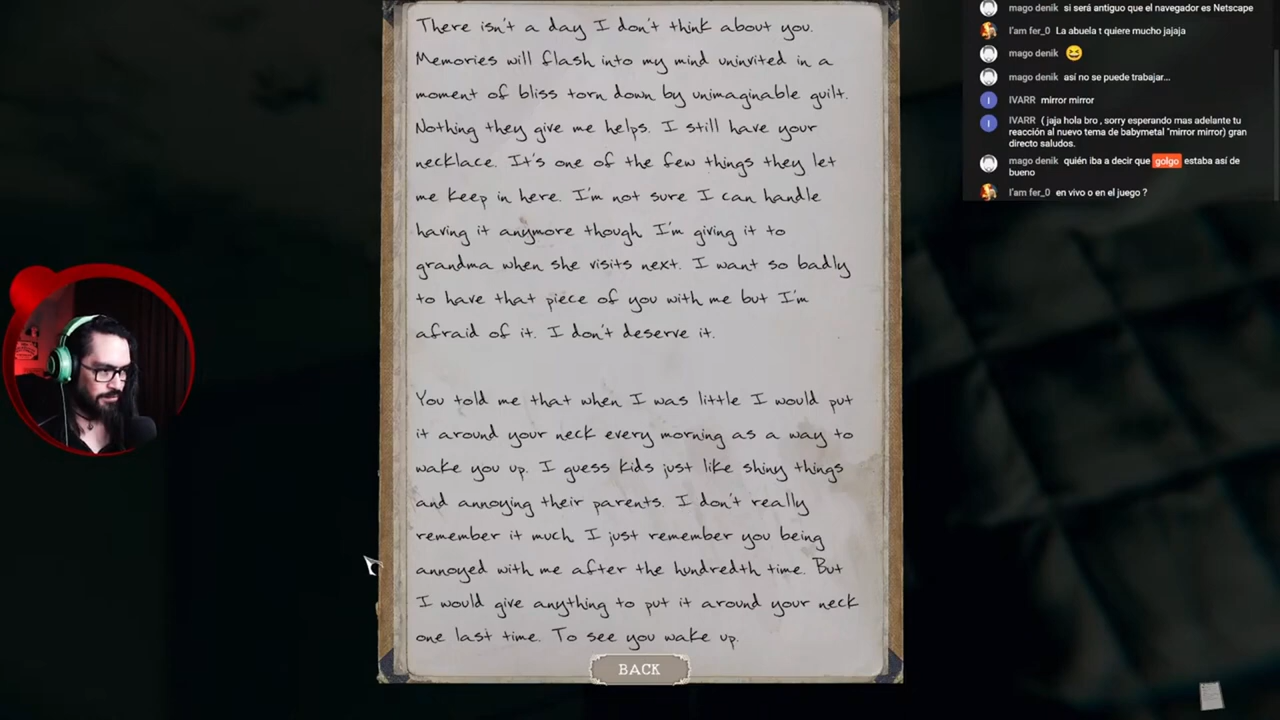 There isn't a day I don't think about you.
Memories will flash into my mind uninvited in a
moment of bliss torn down by unimaginable guilt.
Nothing they give me helps. I still have your
necklace. It's one of the few things they let
me keep in here. I'm not sure I can handle
having it anymore though I'm giving it to
grandma when she visits next. I want so badly
to have that piece of you with me but I'm
afraid of it. I don't deserve it.
You told me that when I was little I would put
it around your neck every morning as a way to
wake you up. I guess kids just like shiny things
and annoying their parents. I don't really
remember it much I just remember you being
annoyed with me after the hundredth time. But
I would give anything to put it around your neck
one last time. To see you wake up.
BACK
mago denik si será antiguo que el navegador es Netscape
I'am fer_0 La abuela t quiere mucho jajaja
mago denik 😆
mago denik así no se puede trabajar...
I IVARR mirror mirror
I IVARR ( jaja hola bro , sorry esperando mas adelante tu
reacción al nuevo tema de babymetal "mirror mirror) gran
directo saludos.
mago denik quién iba a decir que golgo estaba así de
bueno
I'am fer_0 en vivo o en el juego ?